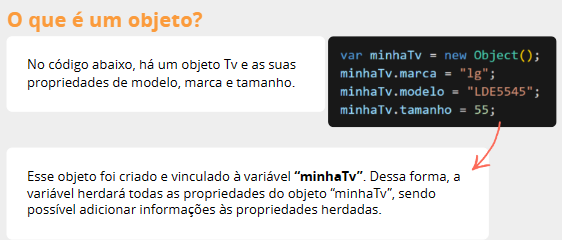 O que é um objeto?
No código abaixo, há um objeto Tv e as suas
propriedades de modelo, marca e tamanho.
var minhaTv = new Object();
minhaTv.marca = "lg";
minhaTv.modelo = "LDE5545";
minhaTv.tamanho = 55;
Esse objeto foi criado e vinculado à variável “minhaTv”. Dessa forma, a
variável herdará todas as propriedades do objeto “minhaTv”, sendo
possível adicionar informações às propriedades herdadas.